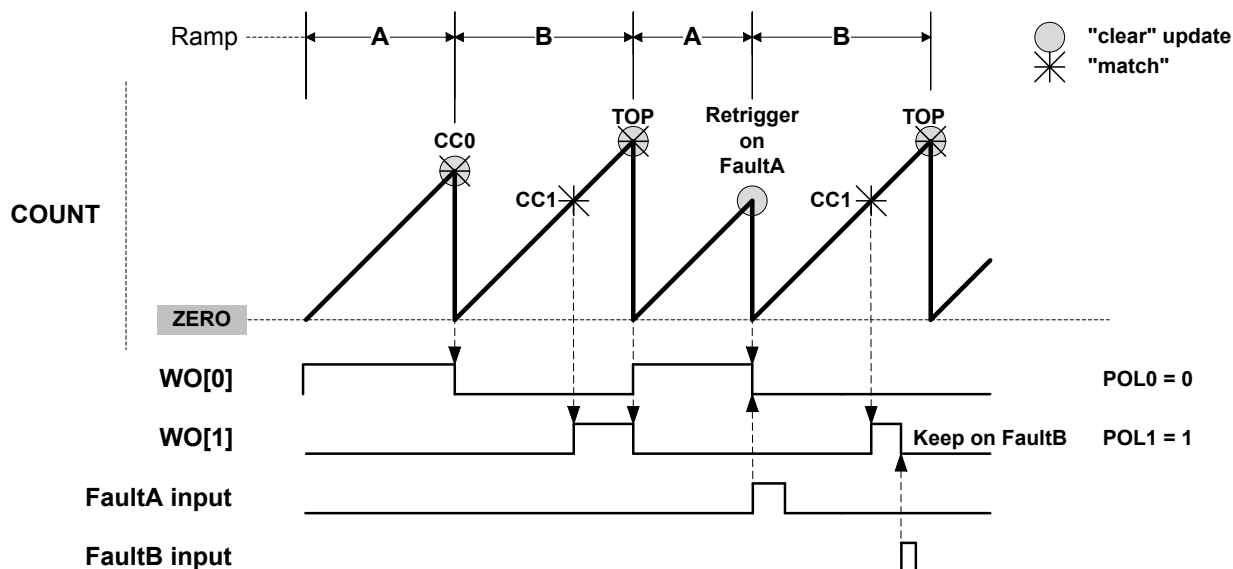 Ramp
A
B
A
B
"clear" update
"match"
CC0
TOP
Retrigger
on
FaultA
TOP
CC1
CC1
COUNT
ZERO
WO[0]
POL0 = 0
WO[1]
Keep on FaultB
POL1 = 1
FaultA input
FaultB input